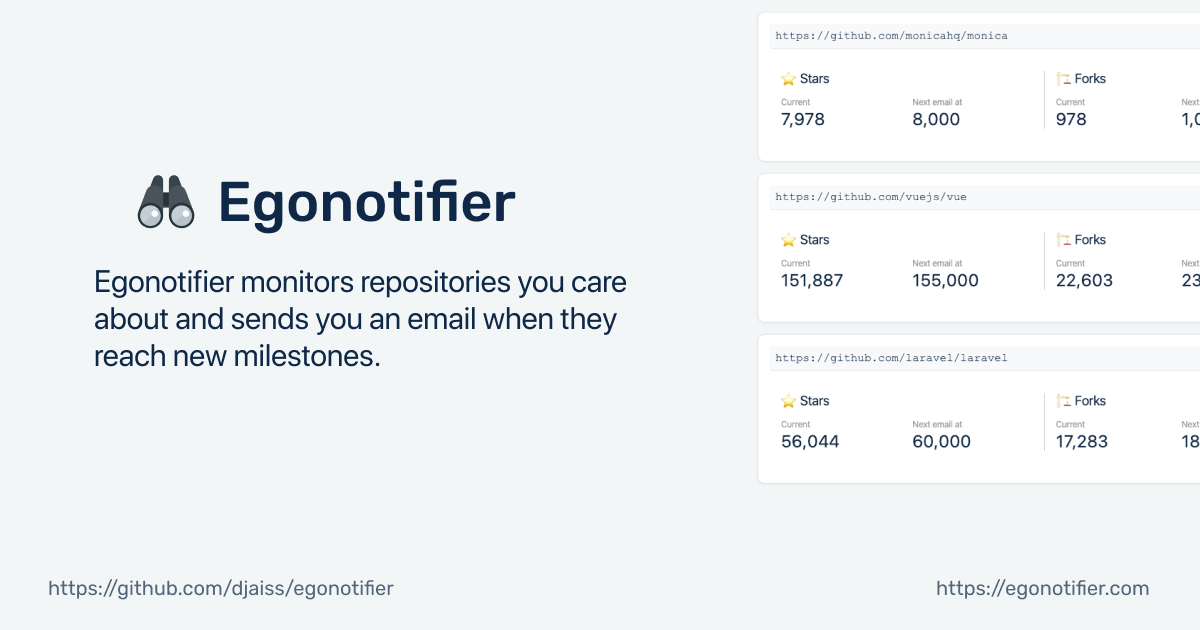 Egonotifier
Egonotifier monitors repositories you care
about and sends you an email when they
reach new milestones.
https://github.com/djaiss/egonotifier
https://github.com/monicahq/monica
Stars Forks
Current Next email at Current Next
7,978 8,000 978
https://github.com/vuejs/vue
Stars Forks
Current Next email at Current Next
151,887 155,000 22,603
https://github.com/laravel/laravel
Stars Forks
Current Next email at Current Next
56,044 60,000 17,283
https://egonotifier.com